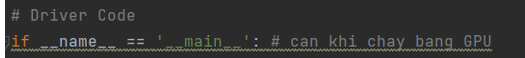 # Driver Code
if __name__ == '__main__': # can khi chay bang GPU